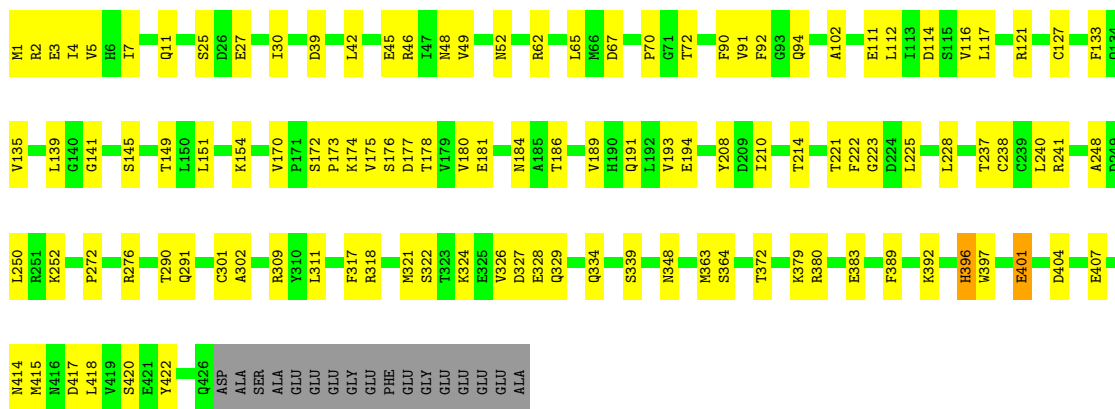 M1 R2 E3 I4 V5 H6 I7 Q11 S25 D26 E27 I30 D39 L42 E45 R46 I47 N48 V49 N52 R62 L65 M66 D67 P70 G71 T72 F90 V91 F92 G93 Q94 A102 E111 L112 I113 D114 S115 V116 L117 R121 C127 F133 D134
V135 L139 G140 G141 S145 T149 L150 L151 K154 V170 P171 S172 P173 K174 V175 S176 D177 T178 V179 V180 E181 N184 A185 T186 V189 H190 Q191 L192 V193 E194 Y208 D209 I210 T214 T221 F222 G223 D224 L225 L228 T237 C238 C239 L240 R241 A248 D249
L250 R251 K252 P272 R276 T290 Q291 C301 A302 R309 Y310 L311 F317 R318 M321 S322 T323 K324 E325 V326 D327 E328 Q329 Q334 S339 N348 M363 S364 T372 K379 R380 E383 F389 K392 H396 W397 E401 D404 E407
N414 M415 N416 D417 L418 V419 S420 E421 Y422 Q426 ASP ALA SER ALA GLU GLU GLU GLY GLU PHE GLU GLY GLU GLU GLU GLU ALA